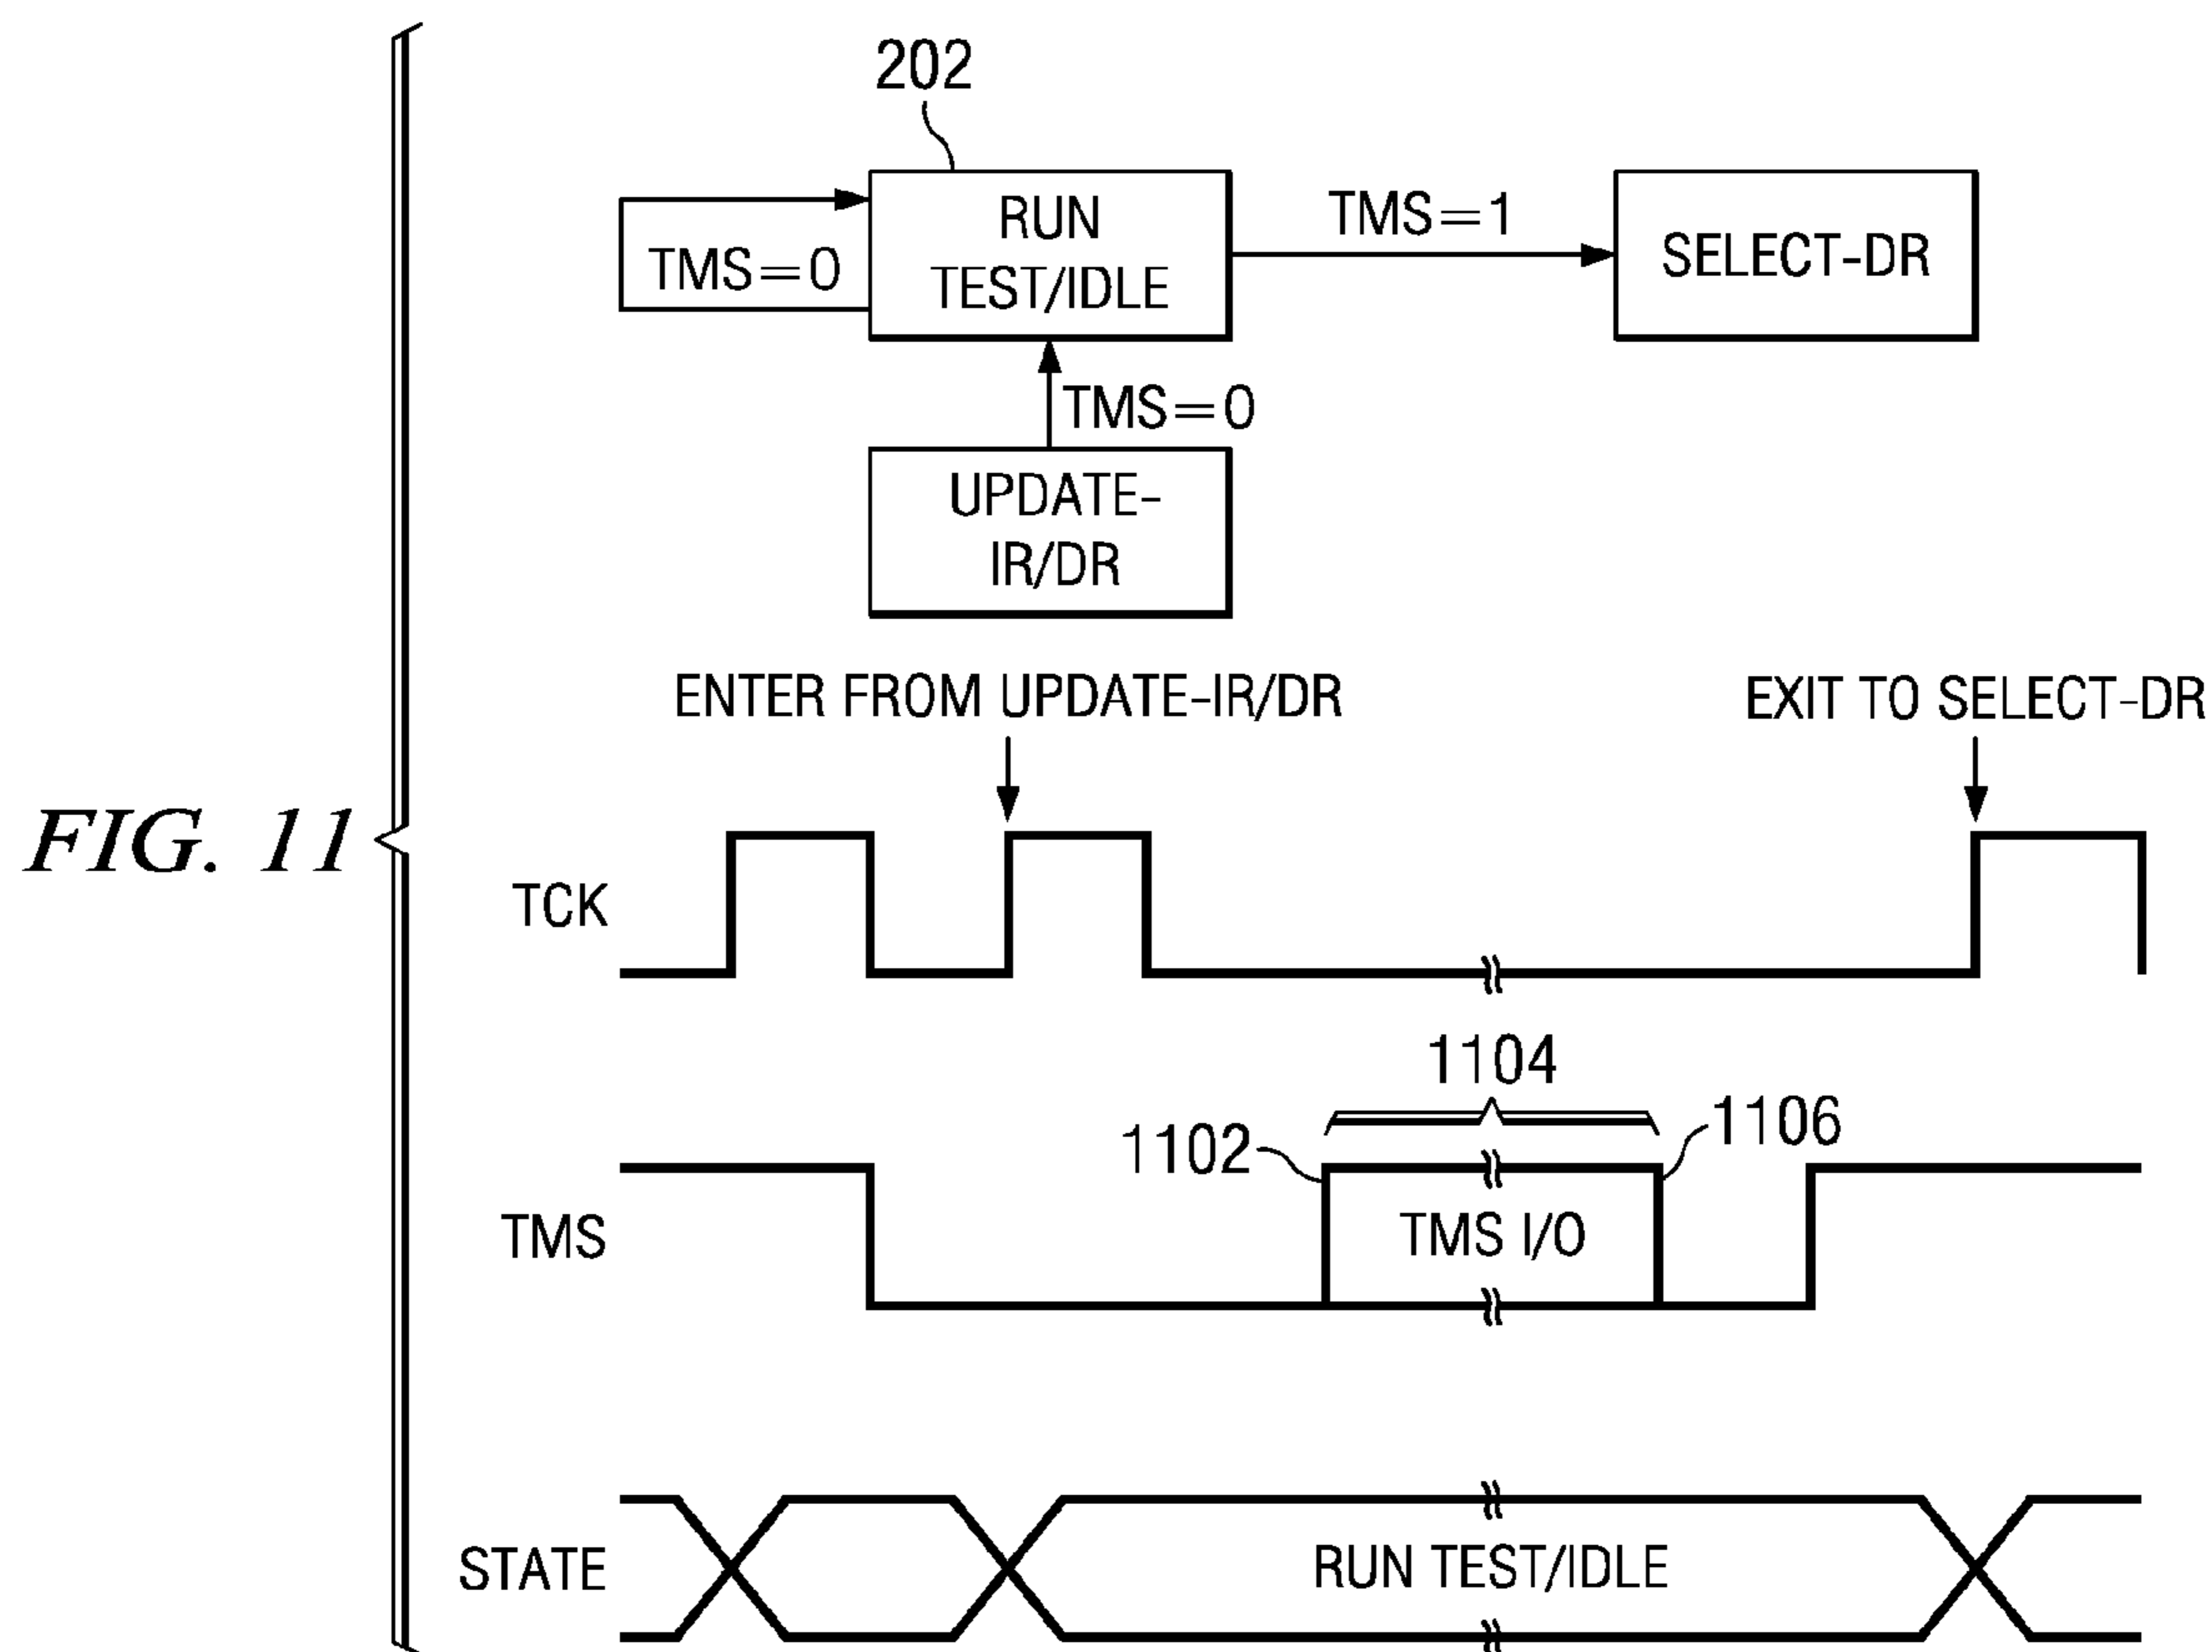 202
RUN
TEST/IDLE
TMS=0
TMS=1
SELECT-DR
TMS=0
UPDATE-
IR/DR
ENTER FROM UPDATE-IR/DR
EXIT TO SELECT-DR
FIG. 11
TCK
1104
1102
1106
TMS
TMS I/O
STATE
RUN TEST/IDLE